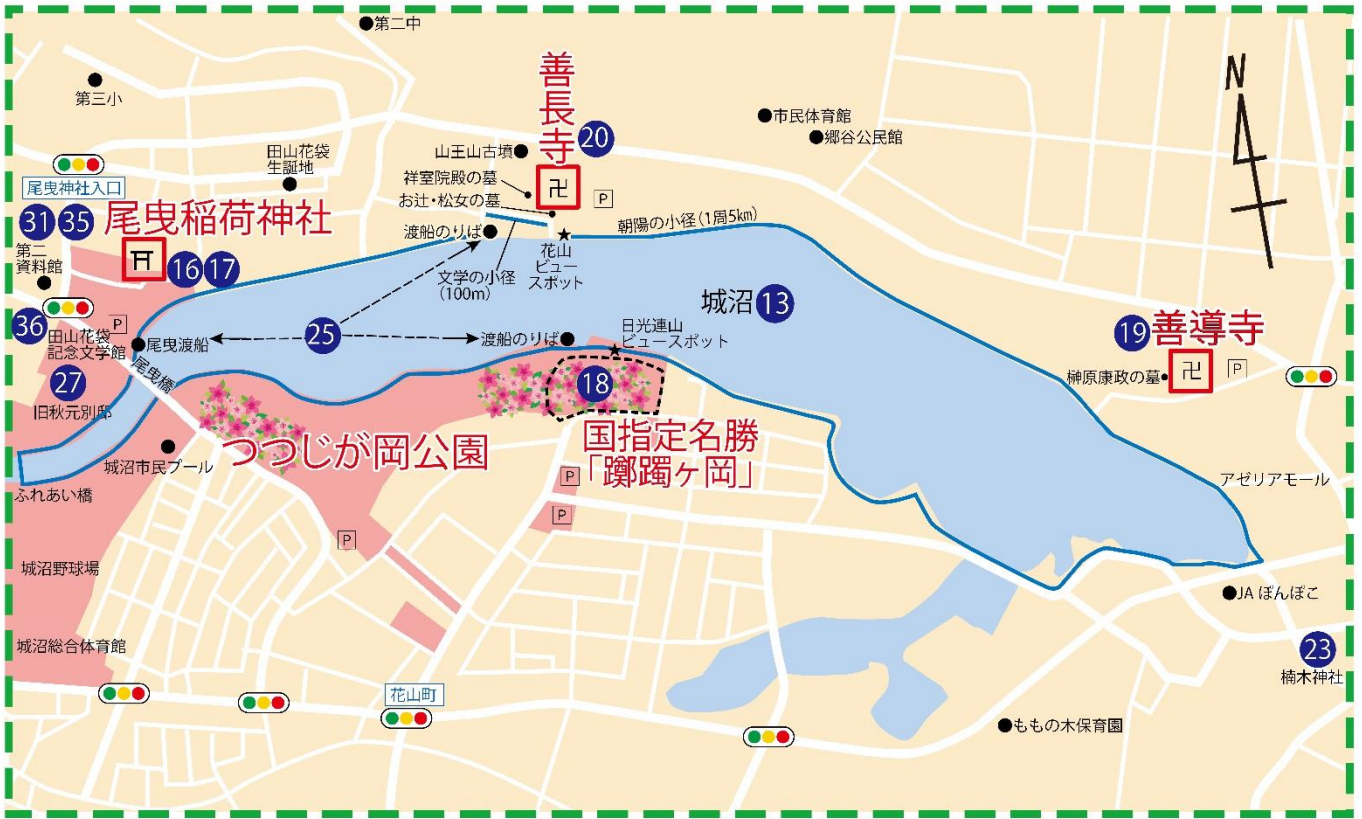 第二中
第三小
善長寺
20
市民体育館
郷谷公民館
N
山王山古墳
田山花袋
生誕地
祥室院殿の墓
お辻・松女の墓
卍
P
尾曳神社入口
31
35
尾曳稲荷神社
16
17
第二
資料館
渡船のりば
文学の小径
(100m)
花山
ビュー
スポット
朝陽の小径(1周5km)
城沼
13
36
田山花袋
記念文学館
P
27
旧秋元別邸
尾曳渡船
尾曳橋
25
渡船のりば
日光連山
ビュースポット
18
19
善導寺
榊原康政の墓
卍
P
つつじが岡公園
国指定名勝
「躑躅ヶ岡」
P
P
P
城沼市民プール
ふれあい橋
アゼリアモール
城沼野球場
城沼総合体育館
JA ぽんぽこ
23
楠木神社
花山町
ももの木保育園